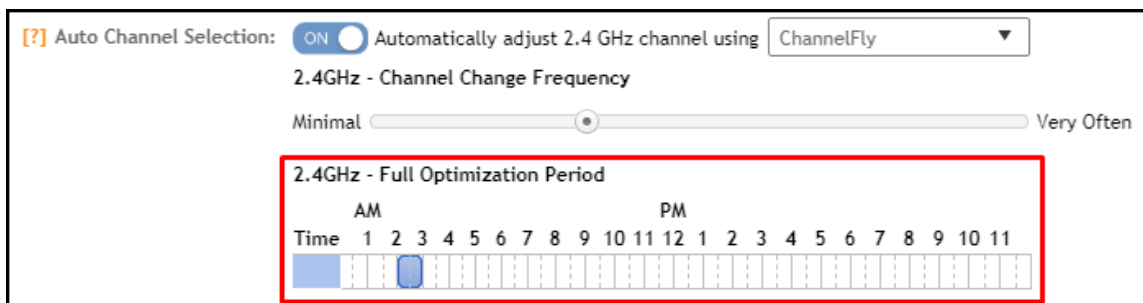 [?] Auto Channel Selection: ON Automatically adjust 2.4 GHz channel using ChannelFly
2.4GHz - Channel Change Frequency
Minimal Very Often
2.4GHz - Full Optimization Period
AM PM
Time 1 2 3 4 5 6 7 8 9 10 11 12 1 2 3 4 5 6 7 8 9 10 11